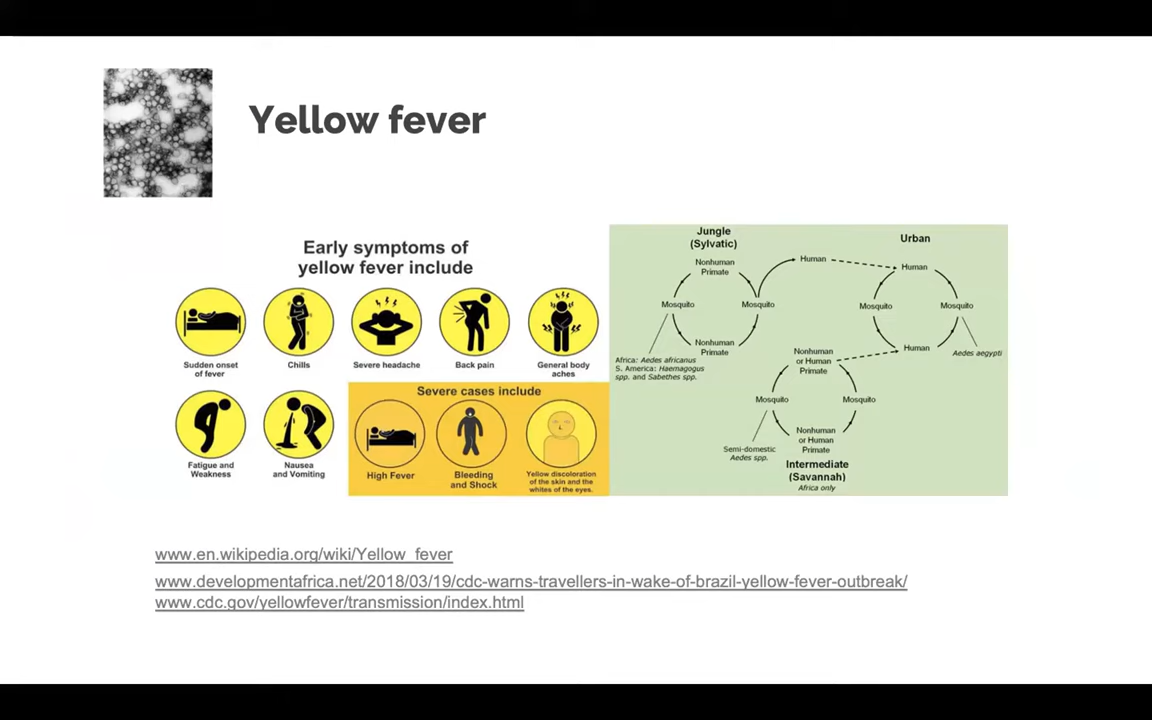 Yellow fever
Early symptoms of
yellow fever include
Sudden onset
of fever
Chills
Severe headache
Back pain
General body
aches
Fatigue and
Weakness
Nausea
and Vomiting
Severe cases include
High Fever
Bleeding
and Shock
Yellow discoloration
of the skin and the
whites of the eyes.
Jungle
(Sylvatic)
Nonhuman
Primate
Mosquito
Mosquito
Nonhuman
Primate
Africa: Aedes africanus
S. America: Haemagogus
spp. and Sabethes spp.
Human
Urban
Human
Mosquito
Mosquito
Human
Aedes aegypti
Nonhuman
or Human
Primate
Mosquito
Mosquito
Nonhuman
or Human
Primate
Semi-domestic
Aedes spp.
Intermediate
(Savannah)
Africa only
www.en.wikipedia.org/wiki/Yellow_fever
www.developmentafrica.net/2018/03/19/cdc-warns-travellers-in-wake-of-brazil-yellow-fever-outbreak/
www.cdc.gov/yellowfever/transmission/index.html